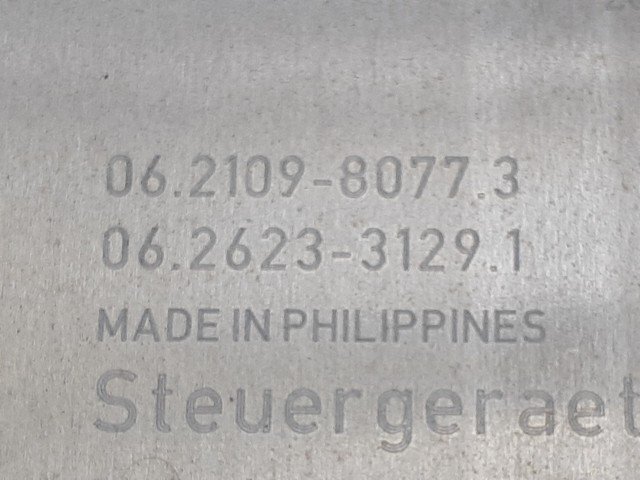 06.2109-8077.3
06.2623-3129.1
MADE IN PHILIPPINES
Steuergeraet